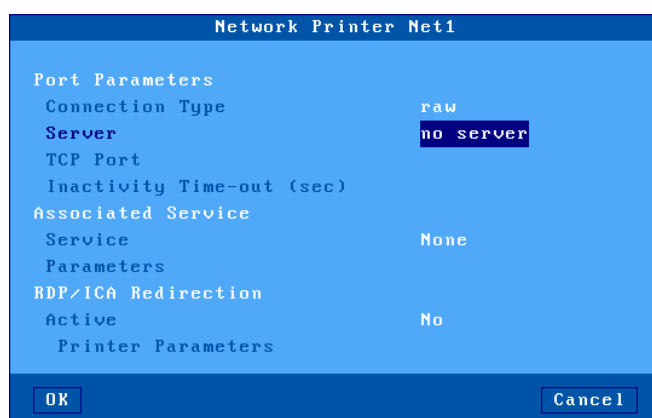 Network Printer Net1
Port Parameters
Connection Type raw
Server no server
TCP Port
Inactivity Time-out (sec)
Associated Service
Service None
Parameters
RDP/ICA Redirection
Active No
Printer Parameters
OK Cancel